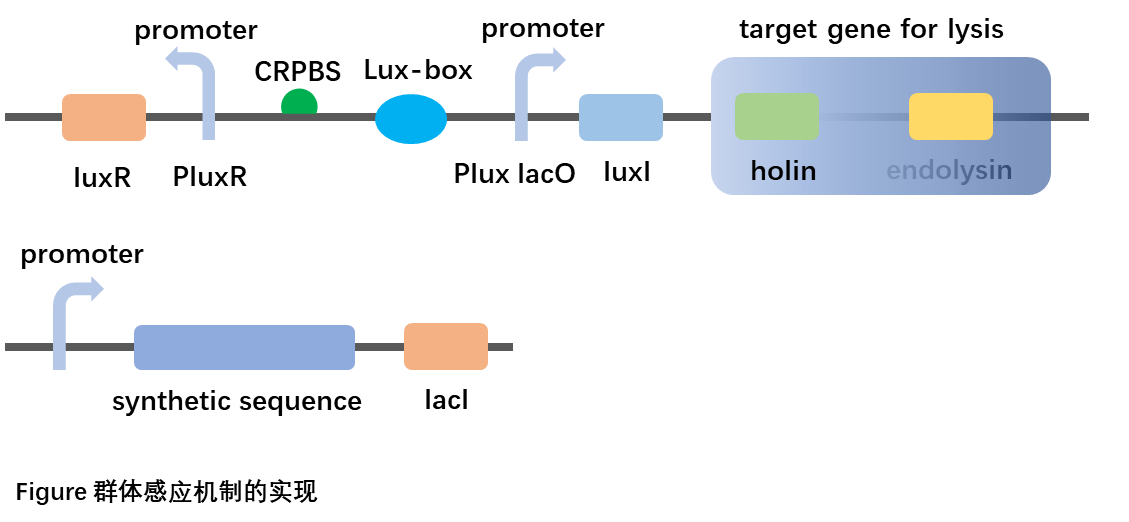 promoter
promoter
target gene for lysis
CRPBS
Lux-box
luxR
PluxR
Plux lacO
luxI
holin
endolysin
promoter
synthetic sequence
lacI
Figure 群体感应机制的实现